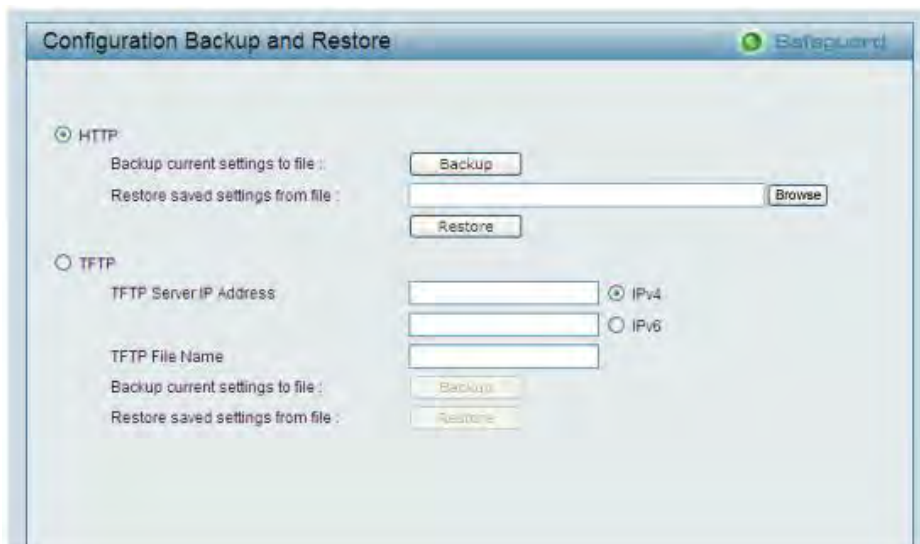 Configuration Backup and Restore
Safeguard
HTTP
Backup current settings to file :
Backup
Restore saved settings from file :
Browse
Restore
TFTP
TFTP Server IP Address
IPv4
IPv6
TFTP File Name
Backup current settings to file :
Backup
Restore saved settings from file :
Restore